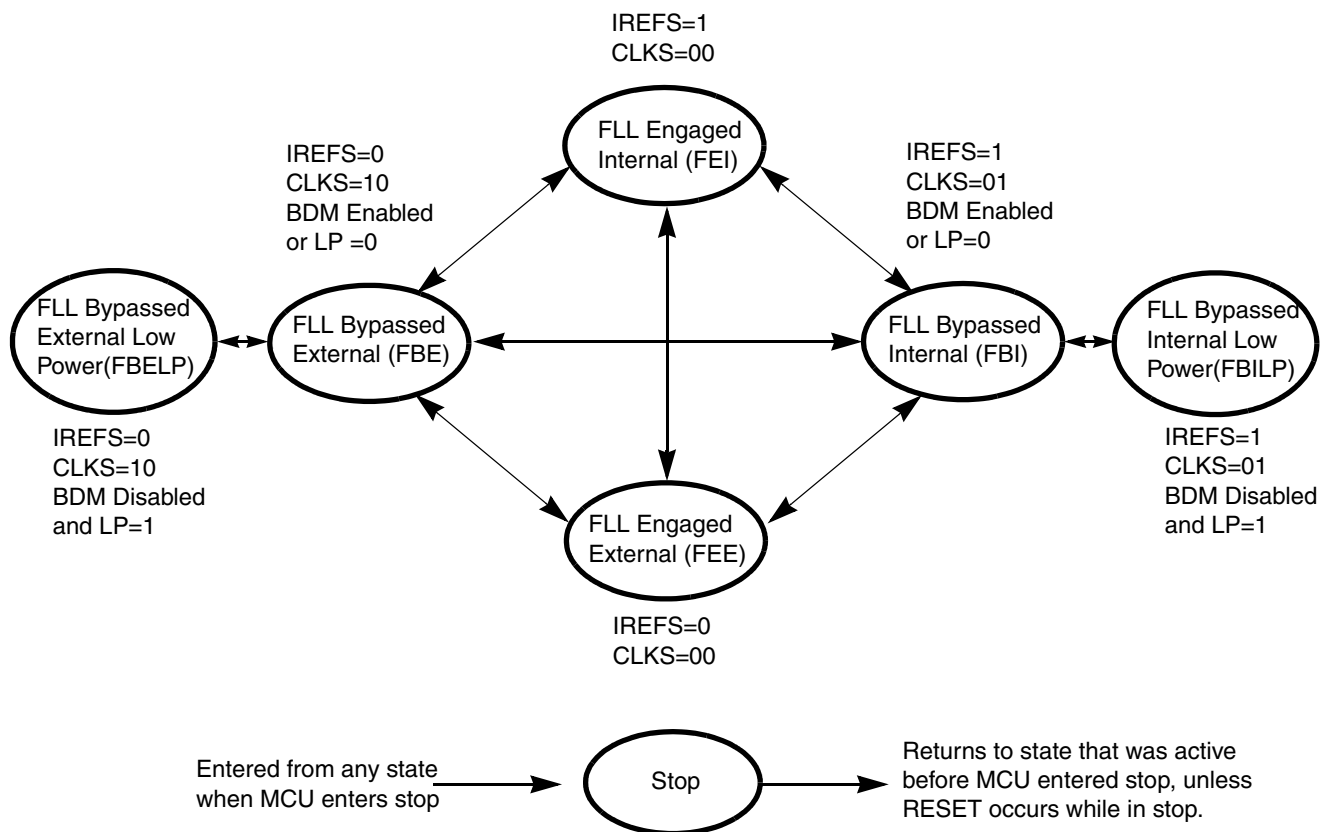 IREFS=1
CLKS=00
FLL Engaged
Internal (FEI)
IREFS=0
CLKS=10
BDM Enabled
or LP =0
IREFS=1
CLKS=01
BDM Enabled
or LP=0
FLL Bypassed
External Low
Power(FBELP)
FLL Bypassed
External (FBE)
FLL Bypassed
Internal (FBI)
FLL Bypassed
Internal Low
Power(FBILP)
IREFS=0
CLKS=10
BDM Disabled
and LP=1
IREFS=1
CLKS=01
BDM Disabled
and LP=1
FLL Engaged
External (FEE)
IREFS=0
CLKS=00
Entered from any state
when MCU enters stop
Stop
Returns to state that was active
before MCU entered stop, unless
RESET occurs while in stop.